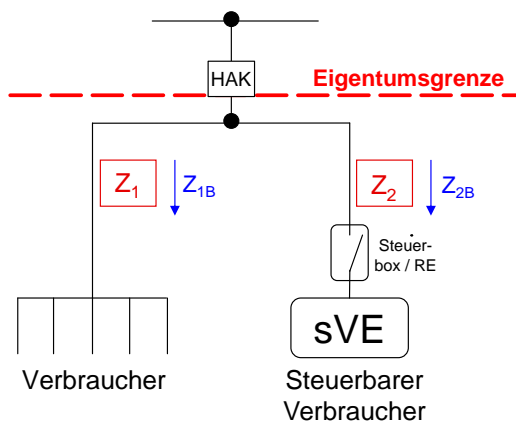 HAK
Eigentumsgrenze
Z1
Z1B
Z2
Z2B
Steuer-
box / RE
sVE
Verbraucher
Steuerbarer
Verbraucher